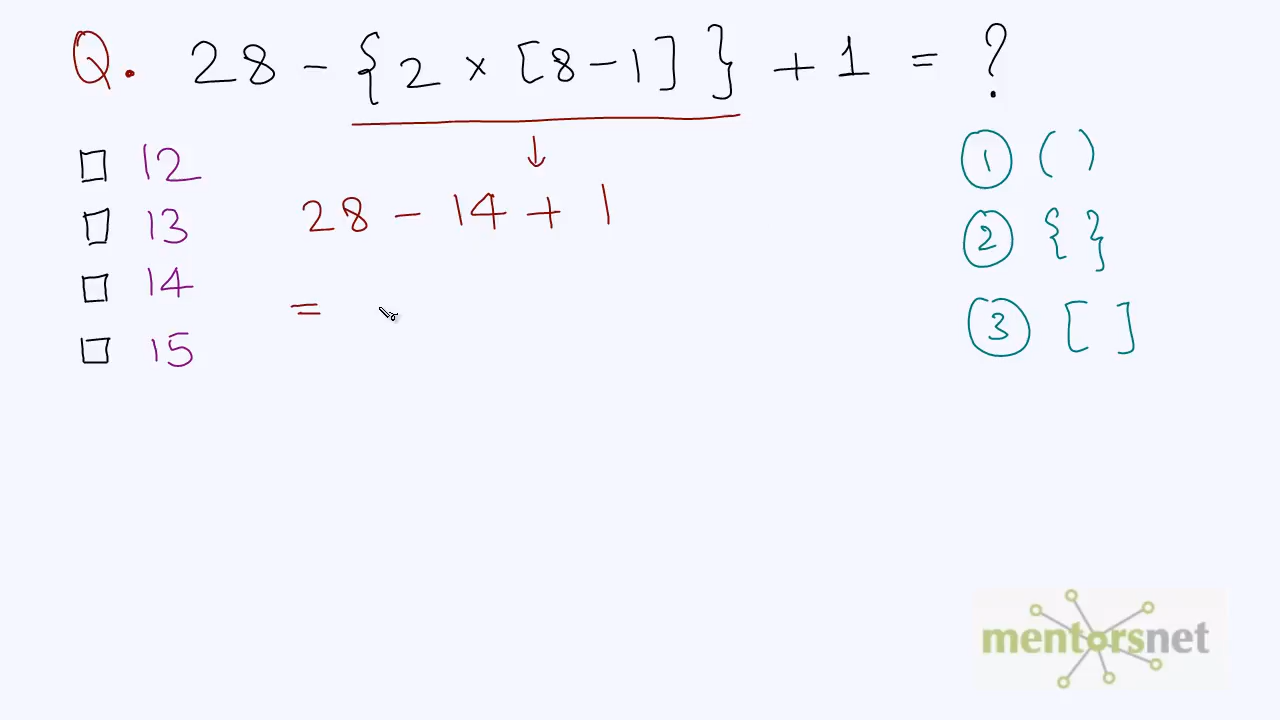 Q. 28 - {2 × [8-1]} + 1 = ?
12
13
14
15
28 - 14 + 1
=
1 ( )
2 { }
3 [ ]
mentorsnet